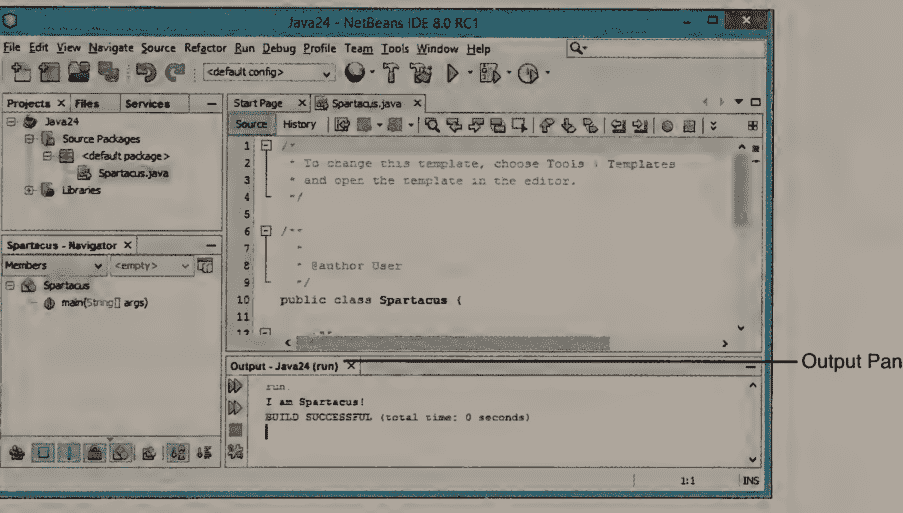 Java24 - NetBeans IDE 8.0 RC1
File Edit View Navigate Source Refactor Run Debug Profile Team Tools Window Help
<default config>
Projects Files Services
Java24
Source Packages
<default package>
Spartacus.java
Libraries
Spartacus - Navigator
Members <empty>
Spartacus
main(String[] args)
Start Page Spartacus.java
Source History
1 /*
2 * To change this template, choose Tools | Templates
3 * and open the template in the editor.
4 */
5
6 /**
7 *
8 * @author User
9 */
10 public class Spartacus {
11
12 /**
Output - Java24 (run)
run:
I am Spartacus!
BUILD SUCCESSFUL (total time: 0 seconds)
1:1 INS
Output Pan